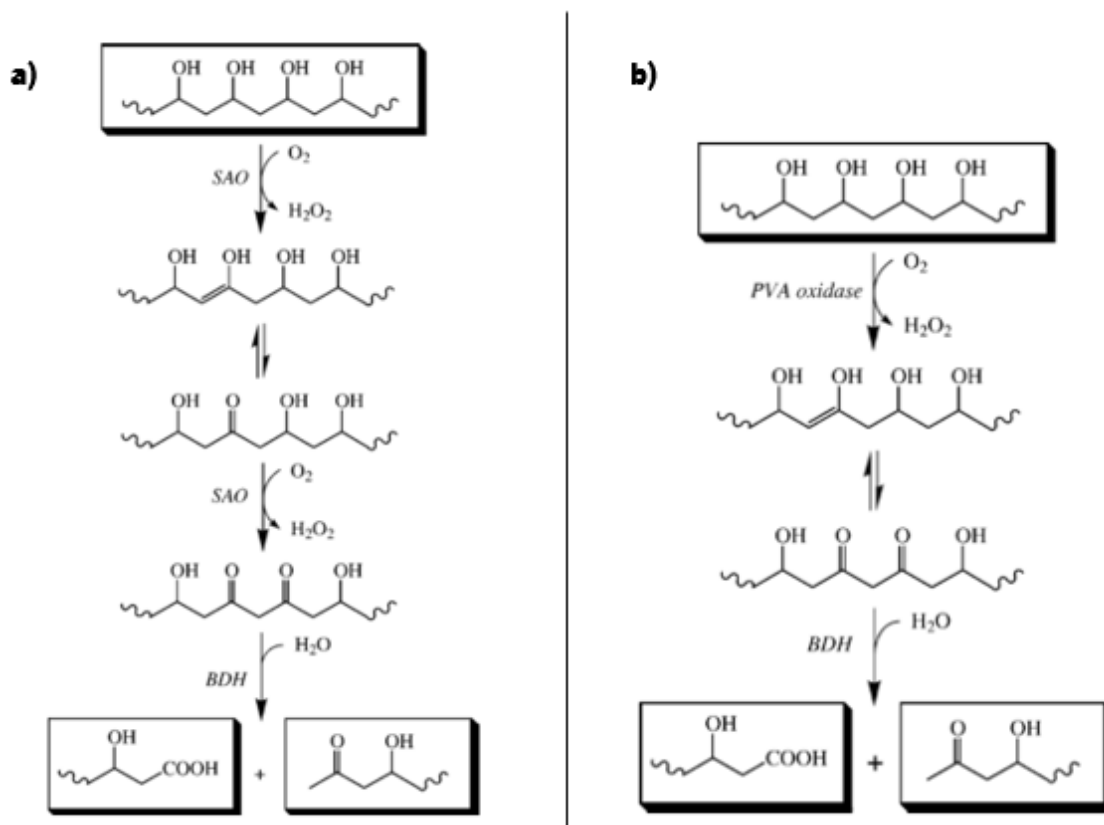 a)
OH OH OH OH
O2
SAO
H2O2
OH OH OH OH
OH O OH OH
O2
SAO
H2O2
OH O O OH
H2O
BDH
OH
COOH
+
O OH
b)
OH OH OH OH
O2
PVA oxidase
H2O2
OH OH OH OH
OH O O OH
H2O
BDH
OH
COOH
+
O OH